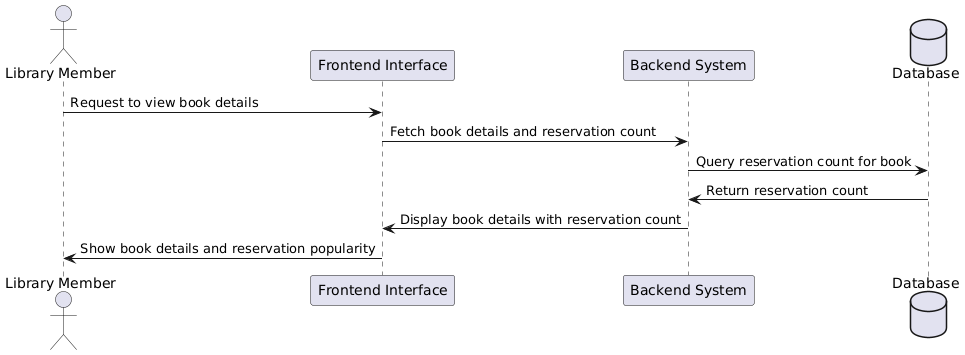 Library Member
Frontend Interface
Backend System
Database
Request to view book details
Fetch book details and reservation count
Query reservation count for book
Return reservation count
Display book details with reservation count
Show book details and reservation popularity
Library Member
Frontend Interface
Backend System
Database